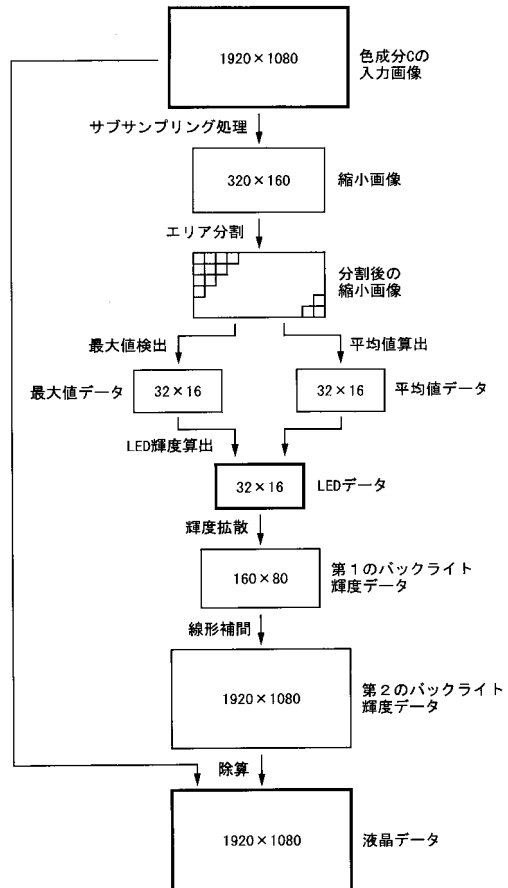 1920×1080
色成分Cの
入力画像
サブサンプリング処理
320×160
縮小画像
エリア分割
分割後の
縮小画像
最大値検出
平均値算出
最大値データ
32×16
32×16
平均値データ
LED輝度算出
32×16
LEDデータ
輝度拡散
160×80
第1のバックライト
輝度データ
線形補間
1920×1080
第2のバックライト
輝度データ
除算
1920×1080
液晶データ